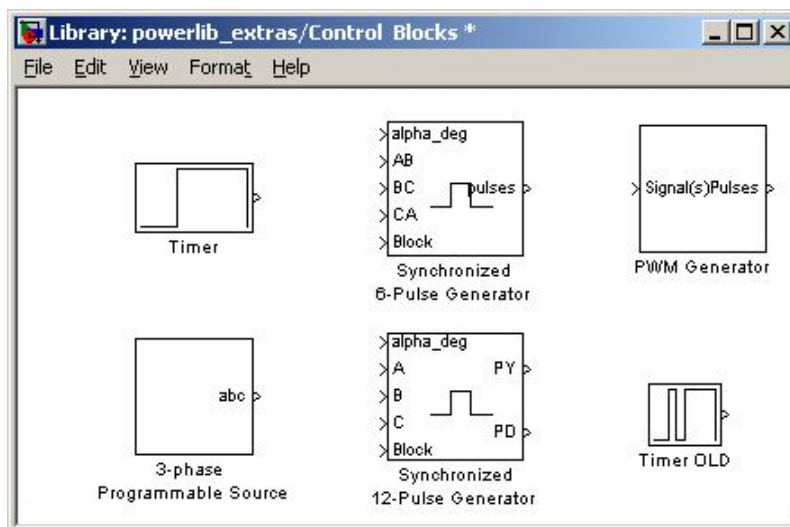 Library: powerlib_extras/Control Blocks *
File Edit View Format Help
Timer
alpha_deg
AB
BC
CA
Block
pulses
Synchronized
6-Pulse Generator
Signal(s) Pulses
PWM Generator
abc
3-phase
Programmable Source
alpha_deg
A
B
C
Block
PY
PD
Synchronized
12-Pulse Generator
Timer OLD